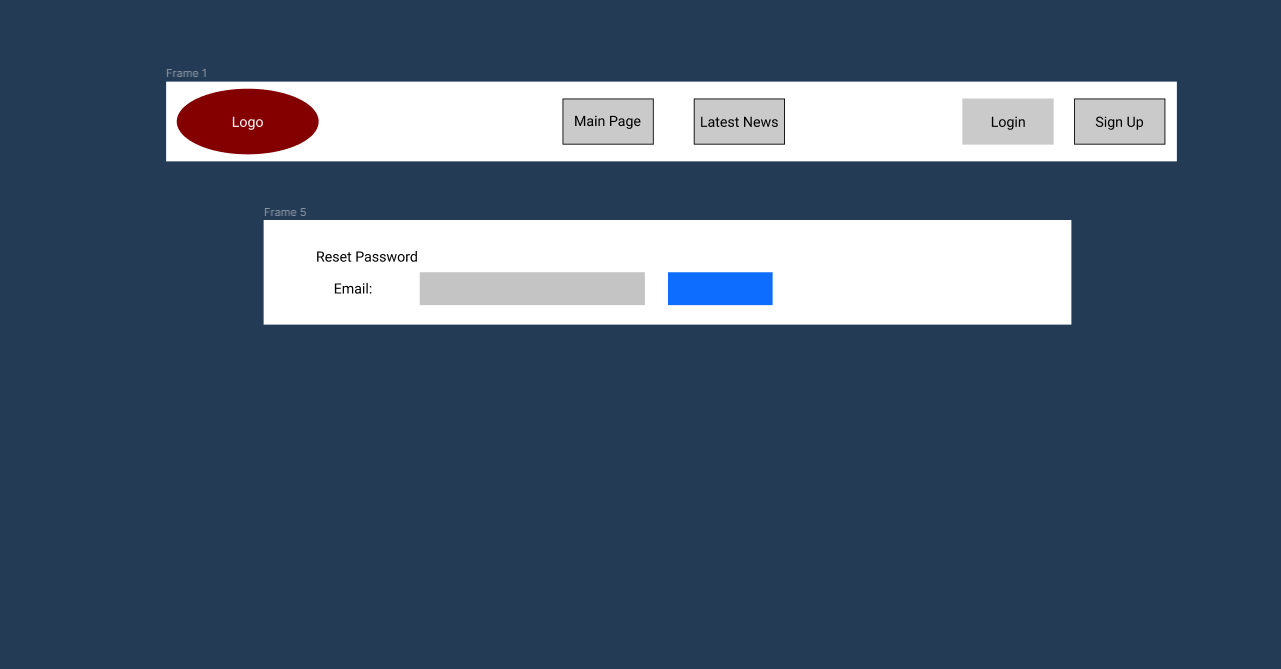 Frame 1
Logo
Main Page
Latest News
Login
Sign Up
Frame 5
Reset Password
Email: